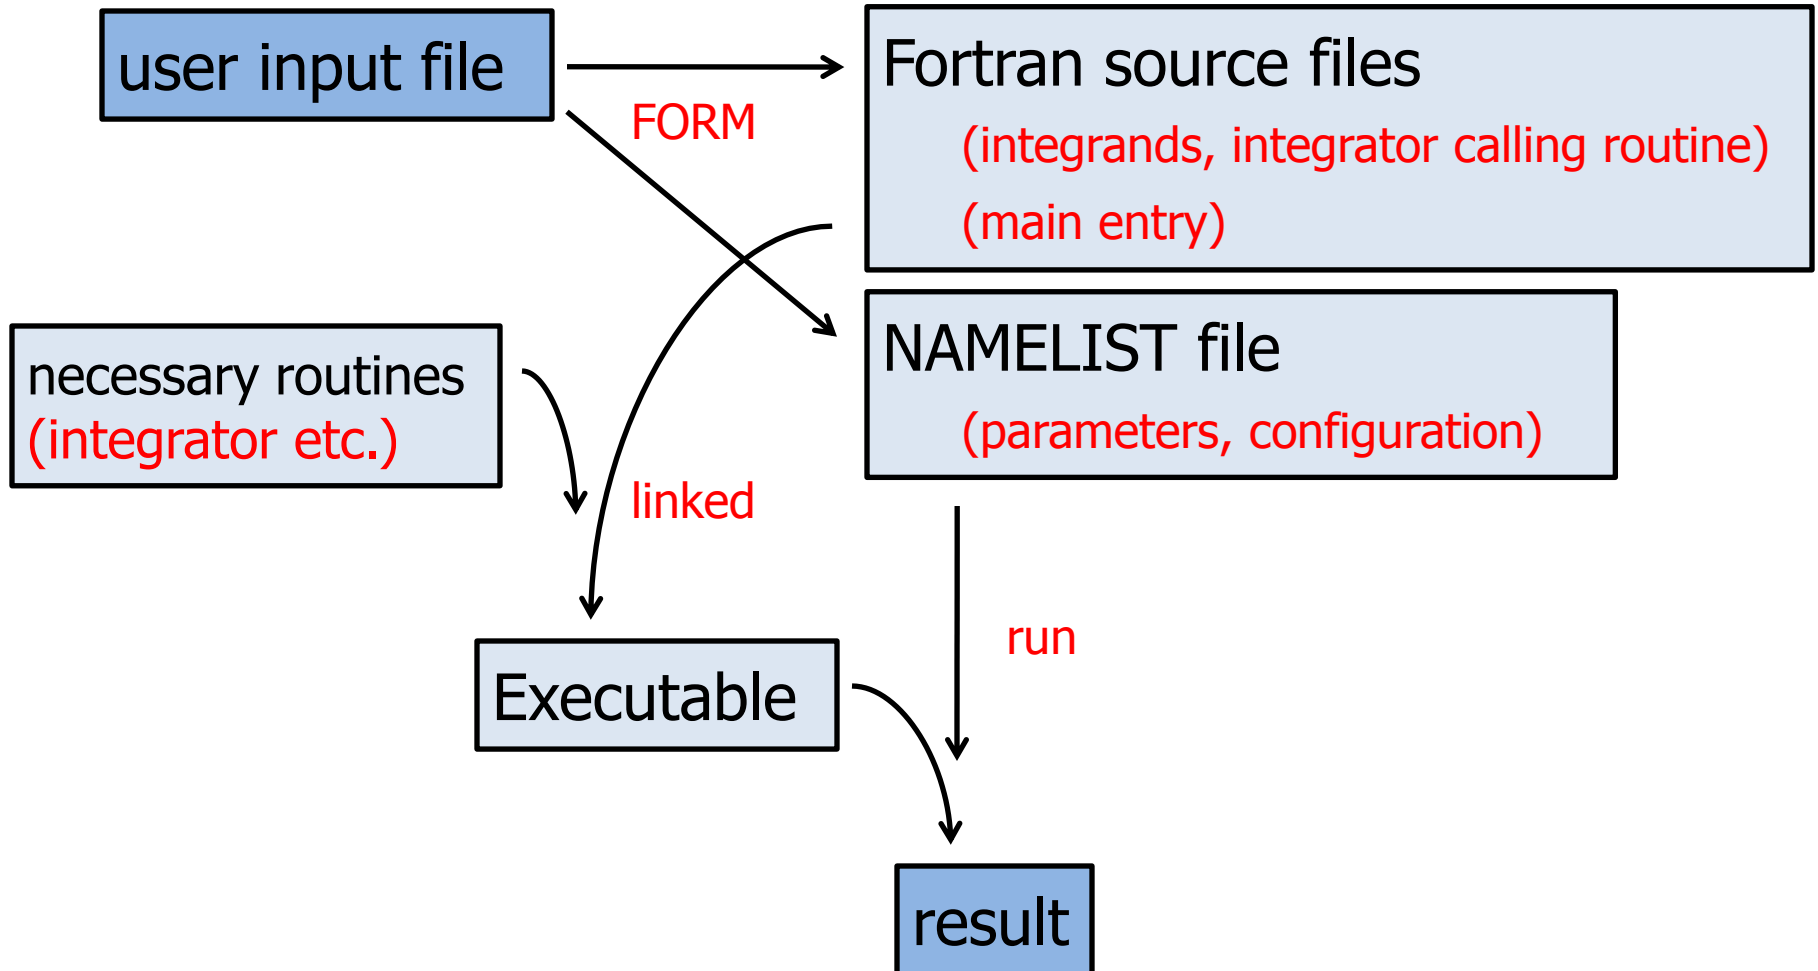 user input file
FORM
Fortran source files
(integrands, integrator calling routine)
(main entry)
NAMELIST file
(parameters, configuration)
necessary routines
(integrator etc.)
linked
run
Executable
result